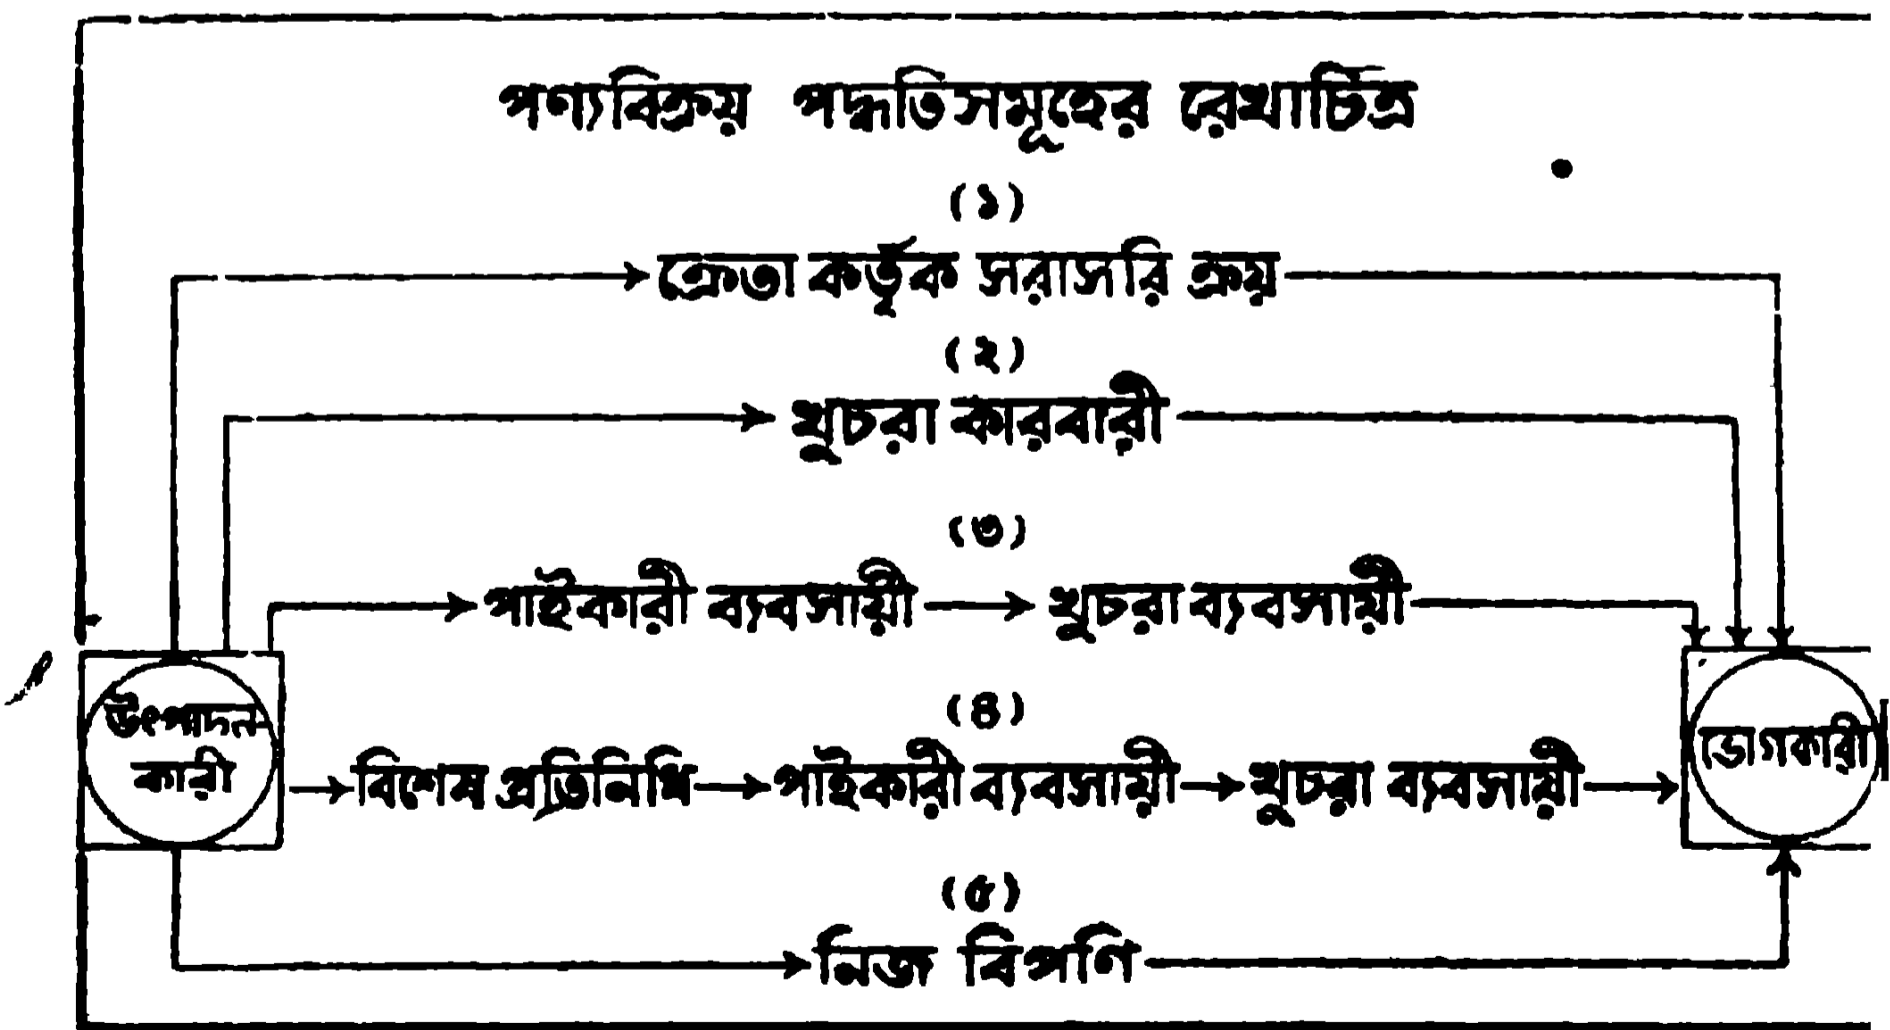 পণ্যবিক্রয় পদ্ধতিসমূহের রেখাচিত্র
(১)
ক্রেতা কর্তৃক সরাসরি ক্রয়
(২)
খুচরা কারবারী
(৩)
পাইকারী ব্যবসায়ী খুচরা ব্যবসায়ী
উৎপাদন-
কারী
(৪)
বিশেষ প্রতিনিধি পাইকারী ব্যবসায়ী খুচরা ব্যবসায়ী
ভোগকারী
(৫)
নিজ বিপণি